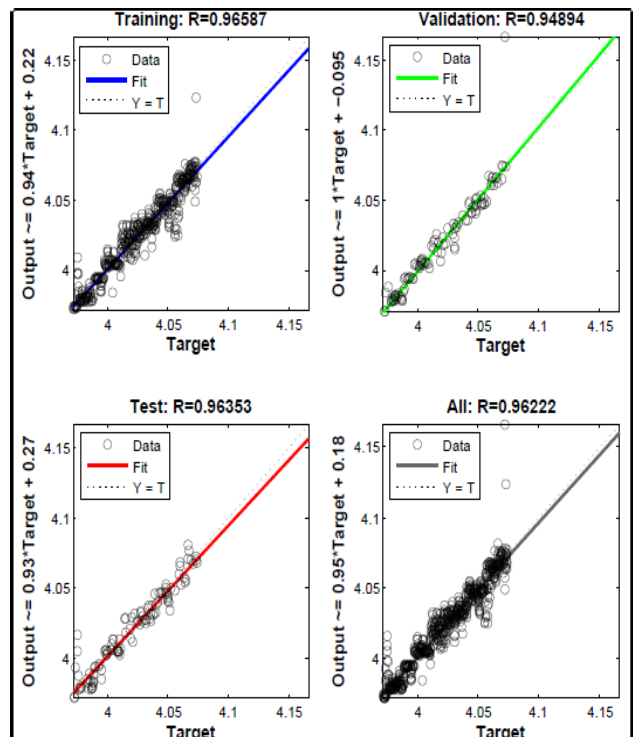 Training: R=0.96587
Output ~= 0.94*Target + 0.22
4.15
4.1
4.05
4
Data
Fit
Y = T
4 4.05 4.1 4.15
Target
Validation: R=0.94894
Output ~= 1*Target + -0.095
4.15
4.1
4.05
4
Data
Fit
Y = T
4 4.05 4.1 4.15
Target
Test: R=0.96353
Output ~= 0.93*Target + 0.27
4.15
4.1
4.05
4
Data
Fit
Y = T
4 4.05 4.1 4.15
Target
All: R=0.96222
Output ~= 0.95*Target + 0.18
4.15
4.1
4.05
4
Data
Fit
Y = T
4 4.05 4.1 4.15
Target